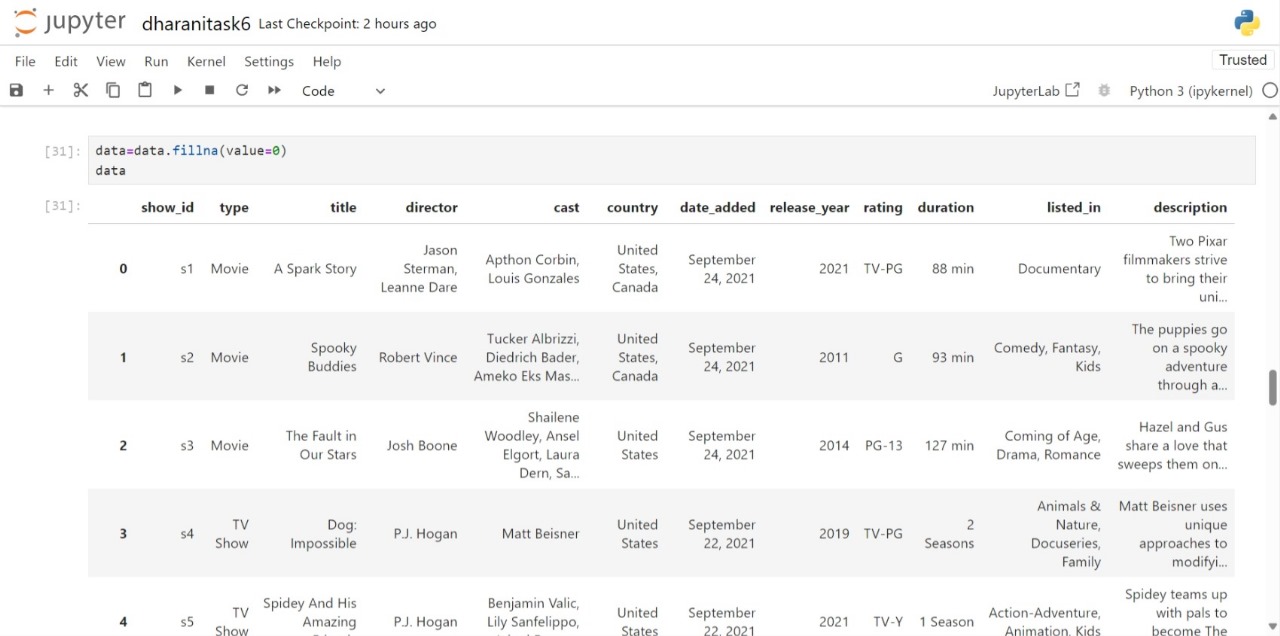 jupyter dharanitask6 Last Checkpoint: 2 hours ago
File Edit View Run Kernel Settings Help
Trusted
Code
JupyterLab
Python 3 (ipykernel)
[31]: data=data.fillna(value=0)
data
[31]:
show_id type title director cast country date_added release_year rating duration listed_in description
0 s1 Movie A Spark Story Jason Sterman, Leanne Dare Apthon Corbin, Louis Gonzales United States, Canada September 24, 2021 2021 TV-PG 88 min Documentary Two Pixar filmmakers strive to bring their uni...
1 s2 Movie Spooky Buddies Robert Vince Tucker Albrizzi, Diedrich Bader, Ameko Eks Mas... United States, Canada September 24, 2021 2011 G 93 min Comedy, Fantasy, Kids The puppies go on a spooky adventure through a...
2 s3 Movie The Fault in Our Stars Josh Boone Shailene Woodley, Ansel Elgort, Laura Dern, Sa... United States September 24, 2021 2014 PG-13 127 min Coming of Age, Drama, Romance Hazel and Gus share a love that sweeps them on...
3 s4 TV Show Dog: Impossible P.J. Hogan Matt Beisner United States September 22, 2021 2019 TV-PG 2 Seasons Animals & Nature, Docuseries, Family Matt Beisner uses unique approaches to modifyi...
4 s5 TV Show Spidey And His Amazing P.J. Hogan Benjamin Valic, Lily Sanfelippo, United States September 22, 2021 2021 TV-Y 1 Season Action-Adventure, Animation, Kids Spidey teams up with pals to become The